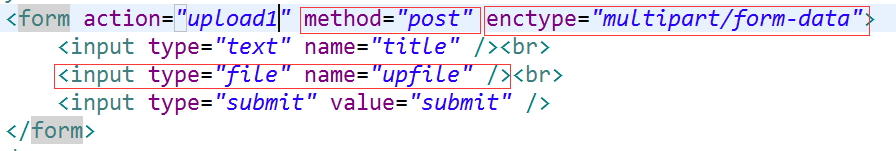 <form action="upload1" method="post" enctype="multipart/form-data">
<input type="text" name="title" /><br>
<input type="file" name="upfile" /><br>
<input type="submit" value="submit" />
</form>